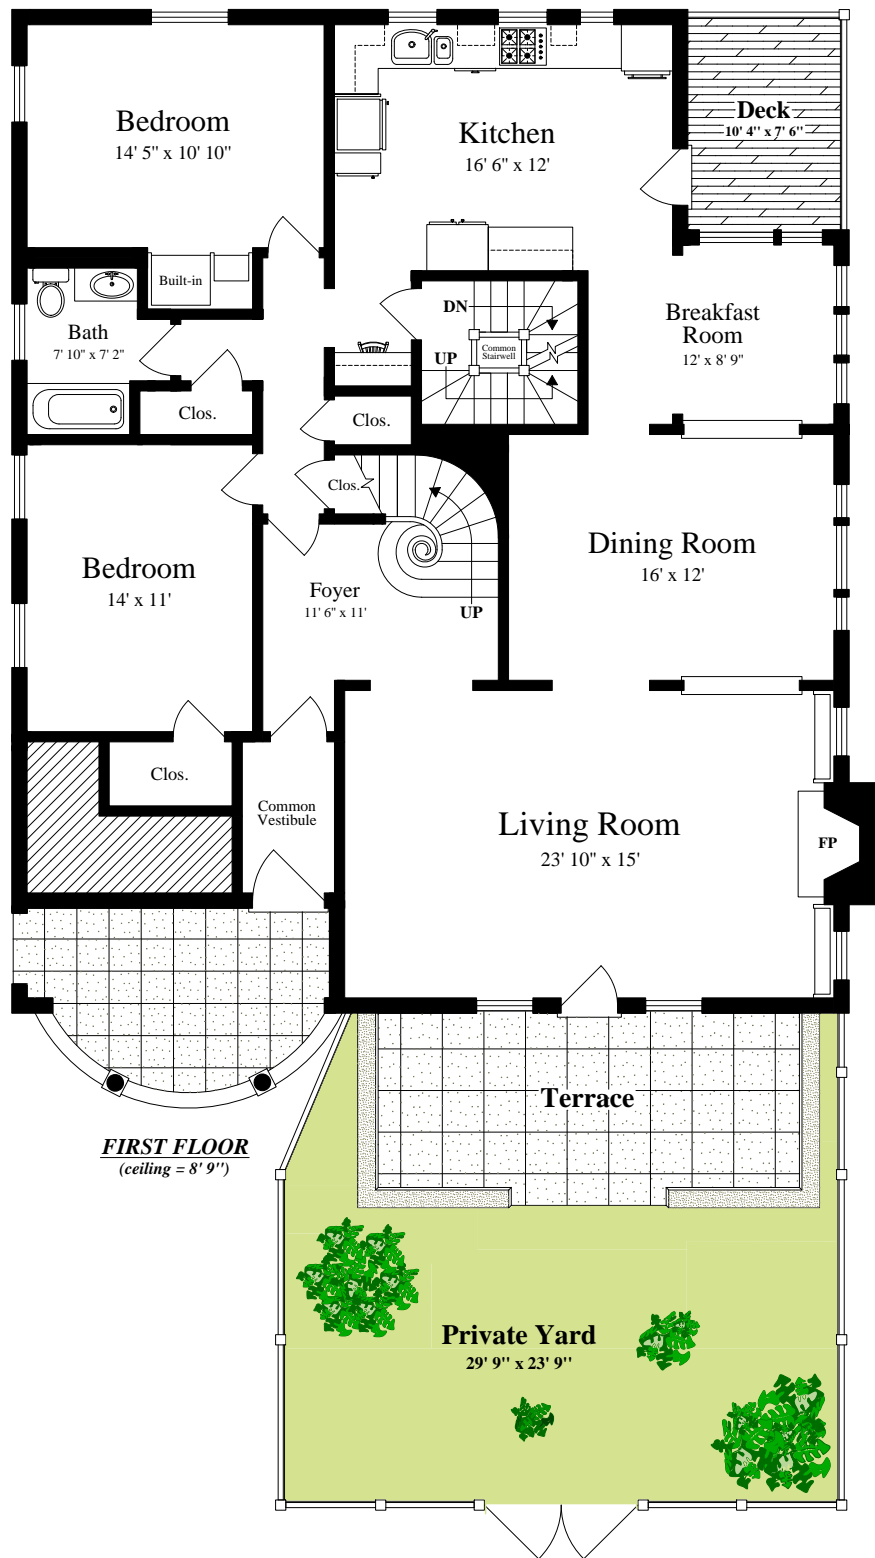 Bedroom
14' 5" x 10' 10"
Kitchen
16' 6" x 12'
Deck
10' 4" x 7' 6"
Built-in
Bath
7' 10" x 7' 2"
DN
Common
Stairwell
UP
Breakfast
Room
12' x 8' 9"
Clos.
Clos.
Clos.
Bedroom
14' x 11'
Foyer
11' 6" x 11'
UP
Dining Room
16' x 12'
Clos.
Common
Vestibule
Living Room
23' 10" x 15'
FP
Terrace
FIRST FLOOR
(ceiling = 8' 9")
Private Yard
29' 9" x 23' 9"